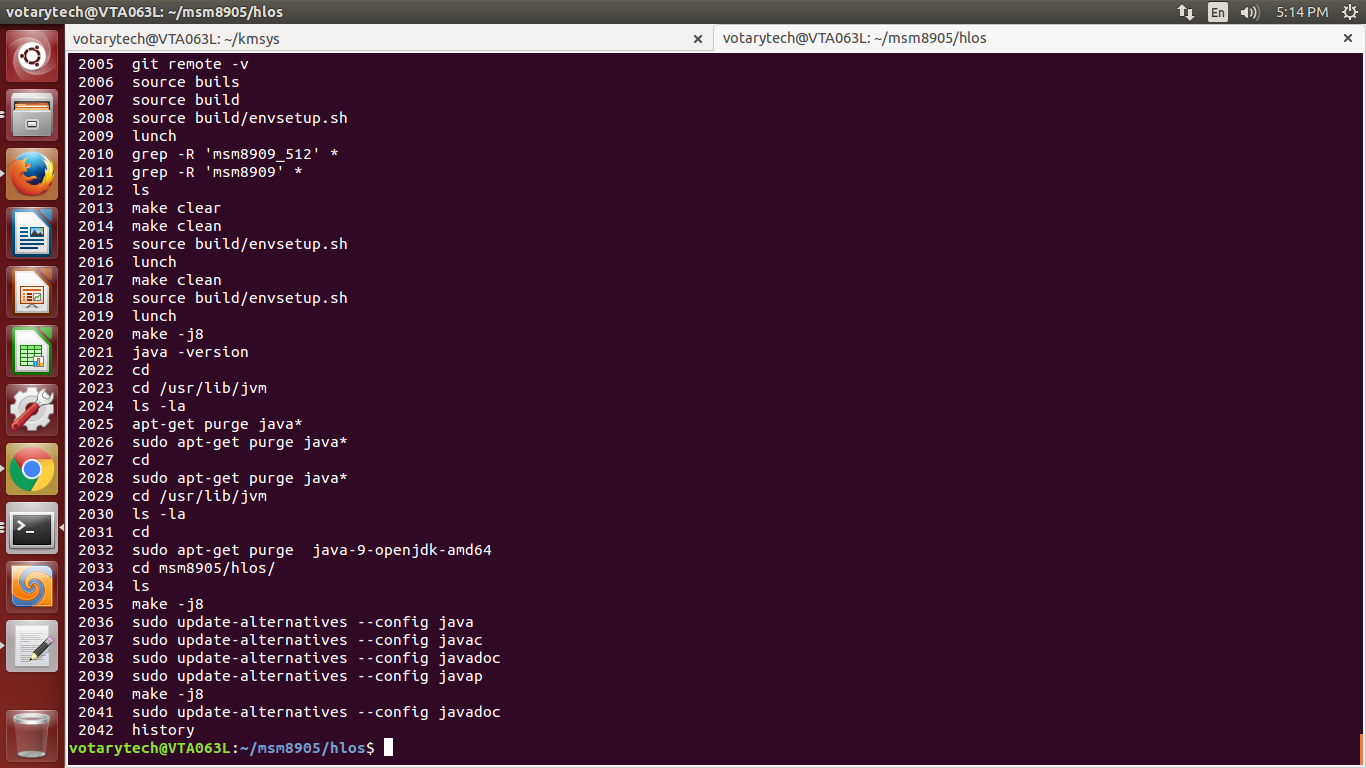 votarytech@VTA063L: ~/msm8905/hlos
En
5:14 PM
votarytech@VTA063L: ~/kmsys
votarytech@VTA063L: ~/msm8905/hlos
2005 git remote -v
2006 source buils
2007 source build
2008 source build/envsetup.sh
2009 lunch
2010 grep -R 'msm8909_512' *
2011 grep -R 'msm8909' *
2012 ls
2013 make clear
2014 make clean
2015 source build/envsetup.sh
2016 lunch
2017 make clean
2018 source build/envsetup.sh
2019 lunch
2020 make -j8
2021 java -version
2022 cd
2023 cd /usr/lib/jvm
2024 ls -la
2025 apt-get purge java*
2026 sudo apt-get purge java*
2027 cd
2028 sudo apt-get purge java*
2029 cd /usr/lib/jvm
2030 ls -la
2031 cd
2032 sudo apt-get purge  java-9-openjdk-amd64
2033 cd msm8905/hlos/
2034 ls
2035 make -j8
2036 sudo update-alternatives --config java
2037 sudo update-alternatives --config javac
2038 sudo update-alternatives --config javadoc
2039 sudo update-alternatives --config javap
2040 make -j8
2041 sudo update-alternatives --config javadoc
2042 history
votarytech@VTA063L:~/msm8905/hlos$